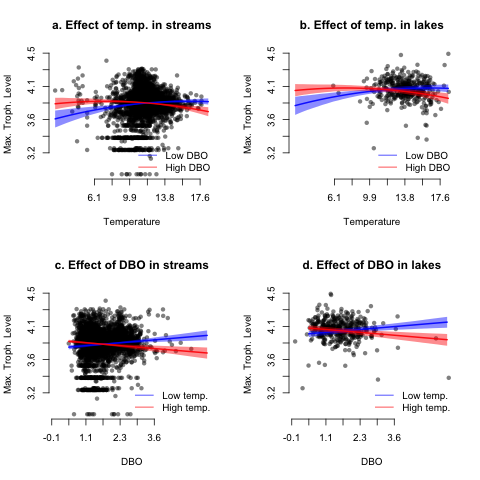 a. Effect of temp. in streams
Max. Troph. Level
4.5
4.1
3.6
3.2
Low DBO
High DBO
6.1 9.9 13.8 17.6
Temperature
b. Effect of temp. in lakes
Max. Troph. Level
4.5
4.1
3.6
3.2
Low DBO
High DBO
6.1 9.9 13.8 17.6
Temperature
c. Effect of DBO in streams
Max. Troph. Level
4.5
4.1
3.6
3.2
Low temp.
High temp.
-0.1 1.1 2.3 3.6
DBO
d. Effect of DBO in lakes
Max. Troph. Level
4.5
4.1
3.6
3.2
Low temp.
High temp.
-0.1 1.1 2.3 3.6
DBO